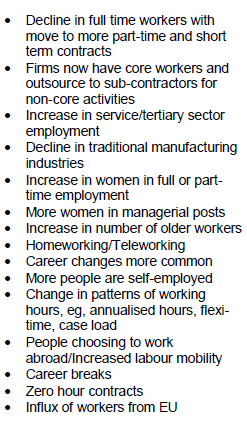 • Decline in full time workers with
move to more part-time and short
term contracts
• Firms now have core workers and
outsource to sub-contractors for
non-core activities
• Increase in service/tertiary sector
employment
• Decline in traditional manufacturing
industries
• Increase in women in full or part-
time employment
• More women in managerial posts
• Increase in number of older workers
• Homeworking/Teleworking
• Career changes more common
• More people are self-employed
• Change in patterns of working
hours, eg, annualised hours, flexi-
time, case load
• People choosing to work
abroad/Increased labour mobility
• Career breaks
• Zero hour contracts
• Influx of workers from EU